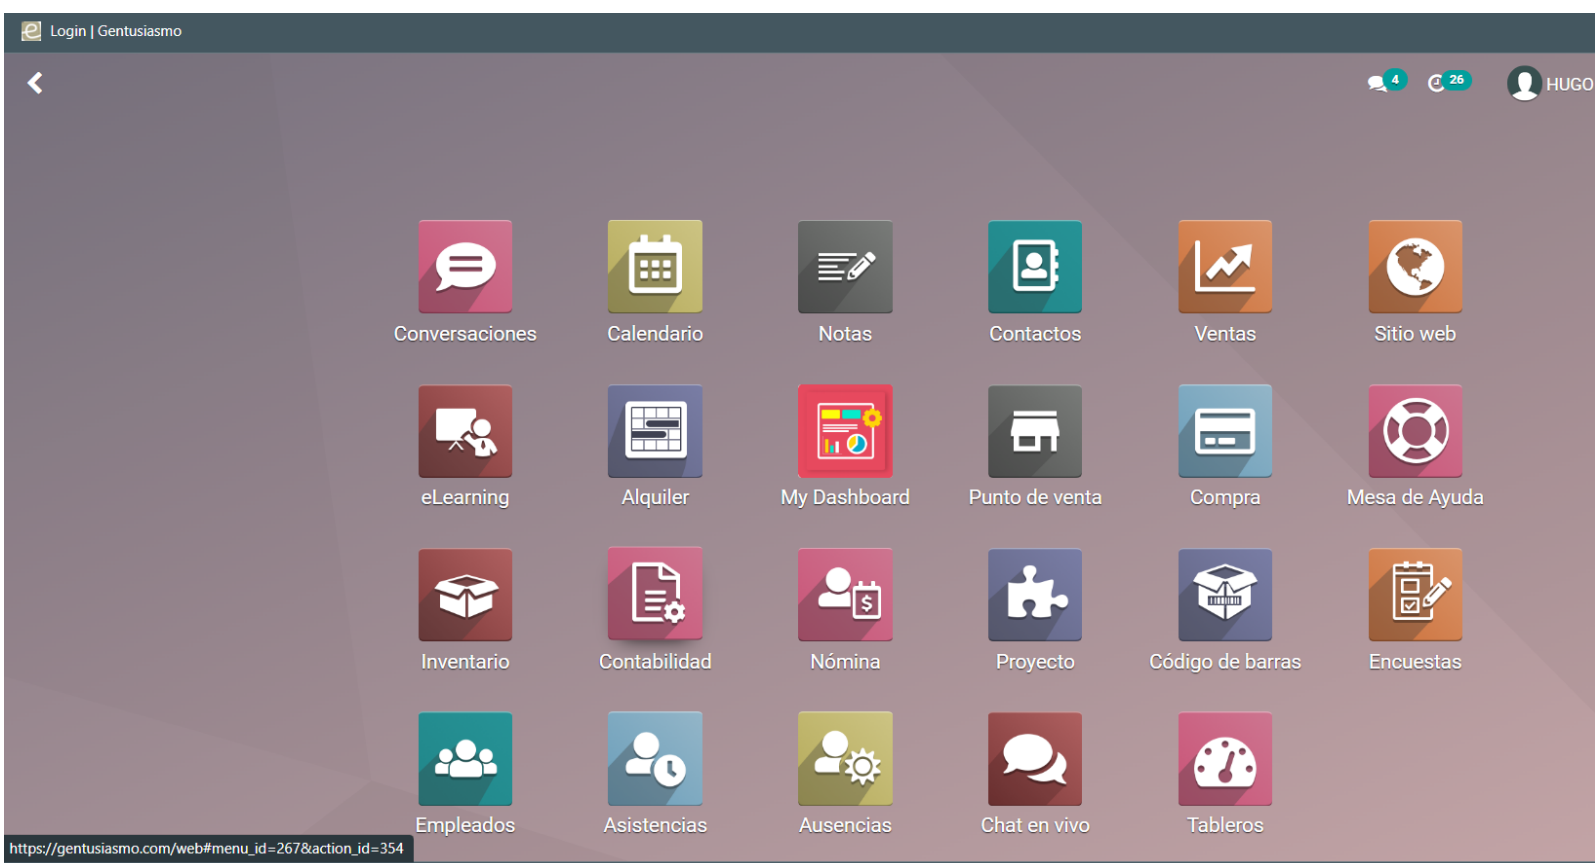 Login | Gentusiasmo
4
26
HUGO
Conversaciones
Calendario
Notas
Contactos
Ventas
Sitio web
eLearning
Alquiler
My Dashboard
Punto de venta
Compra
Mesa de Ayuda
$
Inventario
Contabilidad
Nómina
Proyecto
Código de barras
Encuestas
Empleados
Asistencias
Ausencias
Chat en vivo
Tableros
https://gentusiasmo.com/web#menu_id=267&action_id=354